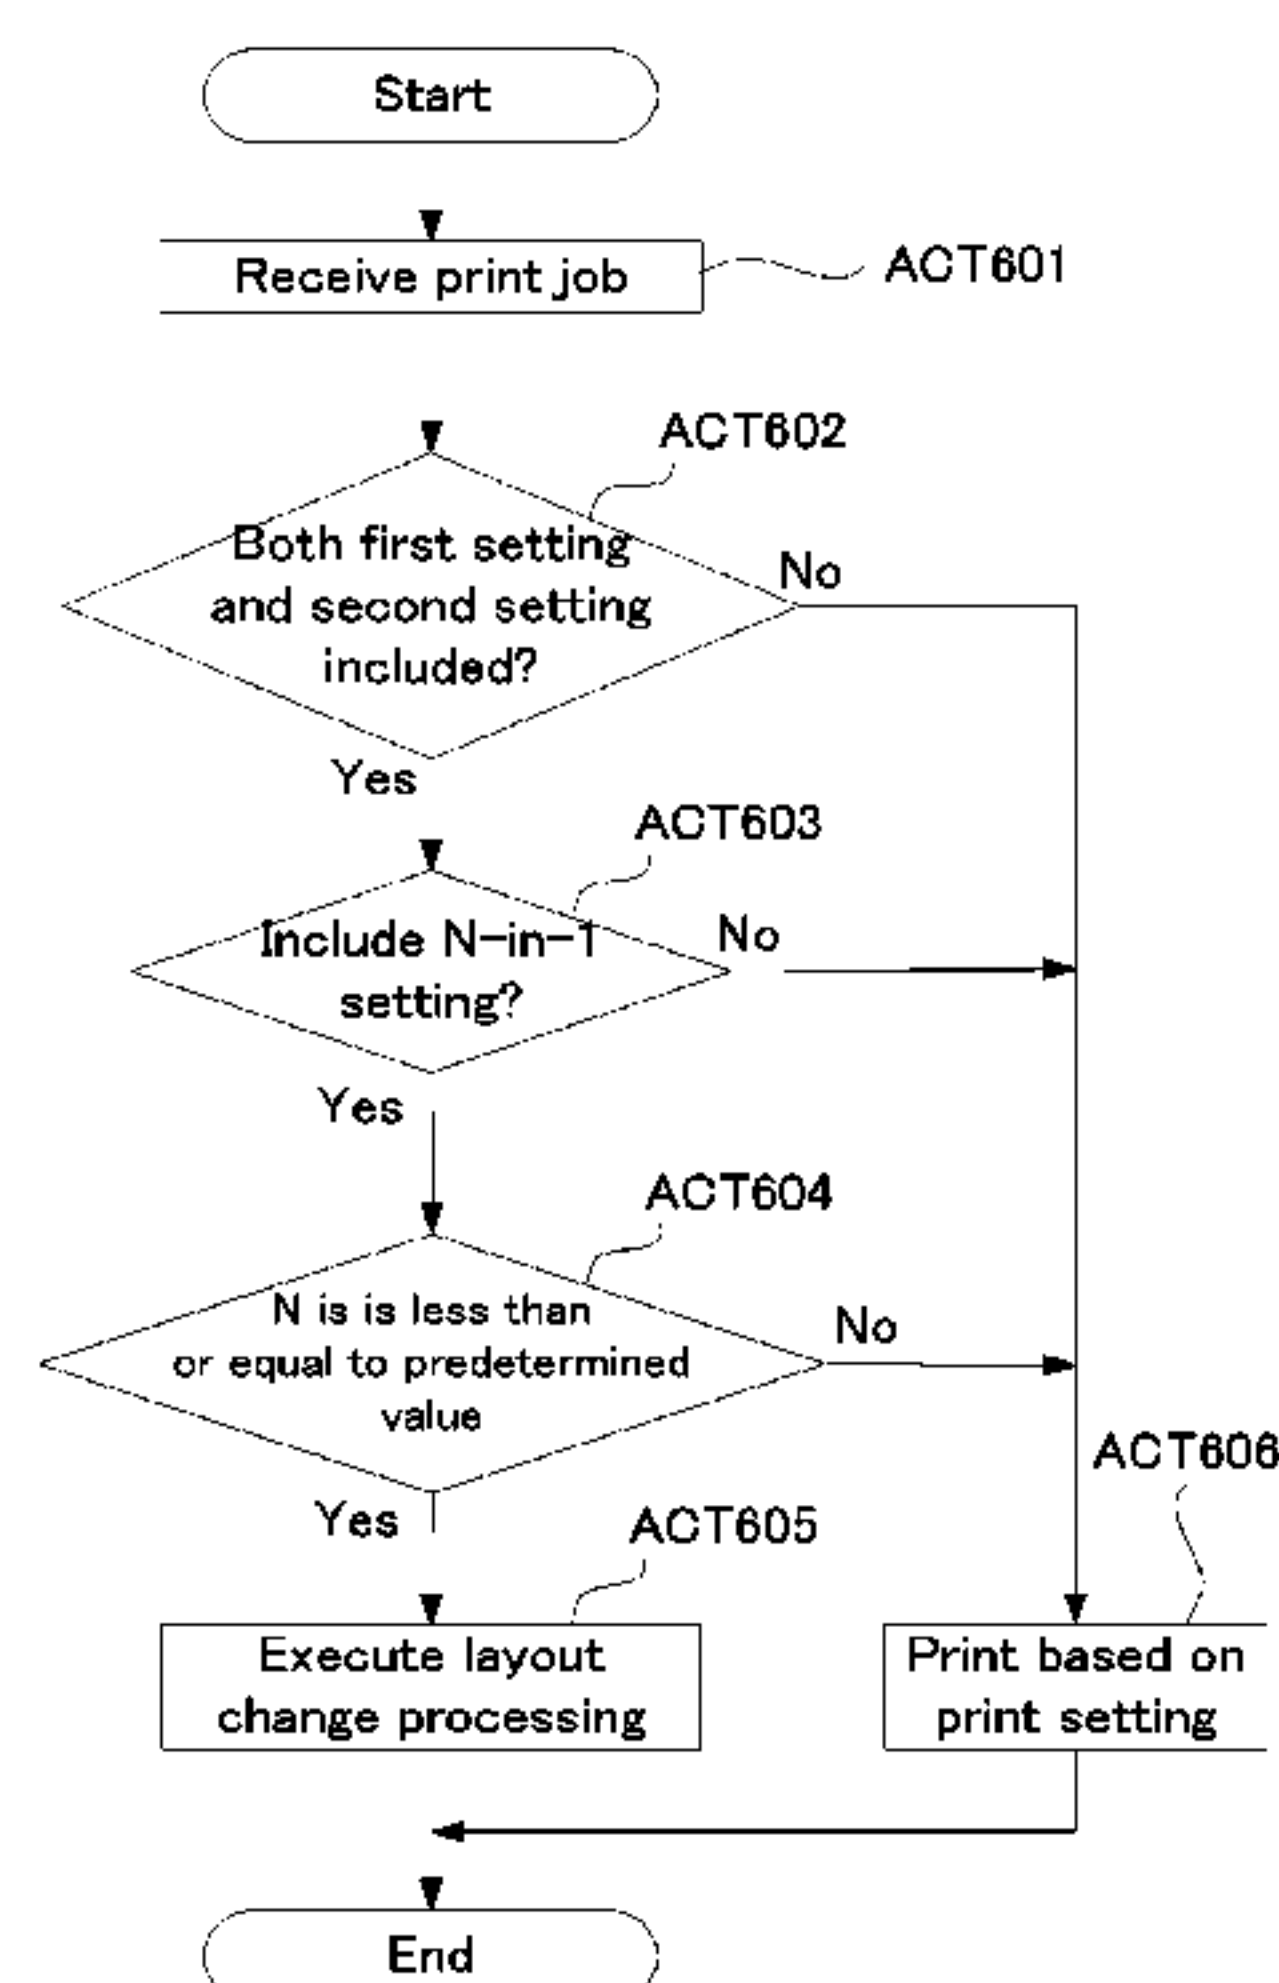 Start
Receive print job
ACT601
ACT602
Both first setting
and second setting
included?
No
Yes
ACT603
Include N-in-1
setting?
No
Yes
ACT604
N is is less than
or equal to predetermined
value
No
Yes
ACT605
ACT606
Execute layout
change processing
Print based on
print setting
End